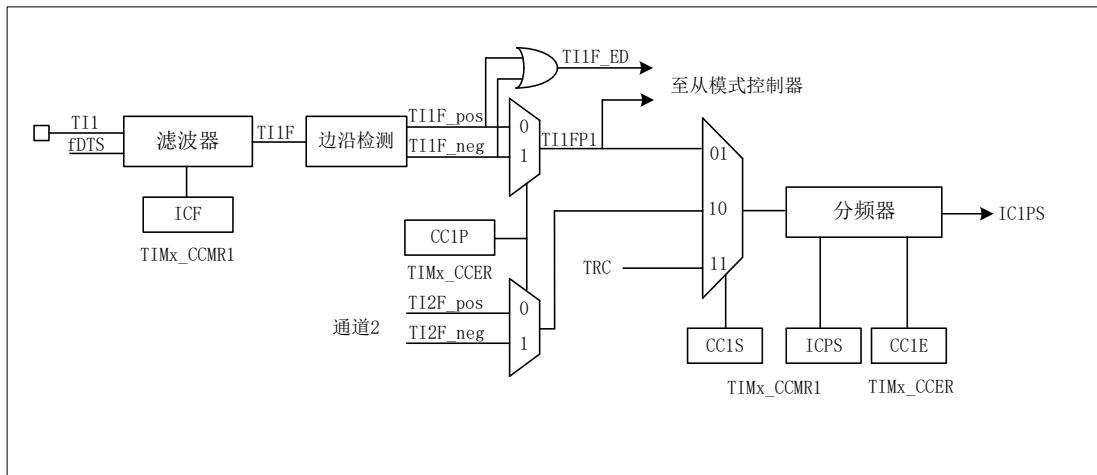 TI1F_ED
至从模式控制器
TI1
fDTS
滤波器
TI1F
边沿检测
TI1F_pos
TI1F_neg
0
1
TI1FP1
01
10
11
ICF
TIMx_CCMR1
CC1P
TIMx_CCER
TRC
分频器
IC1PS
通道2
TI2F_pos
TI2F_neg
0
1
CC1S
ICPS
CC1E
TIMx_CCMR1
TIMx_CCER